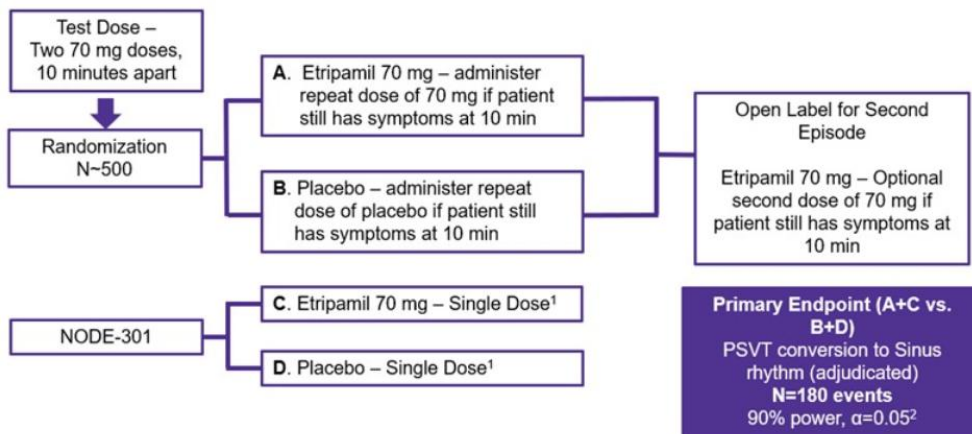 Test Dose –
Two 70 mg doses,
10 minutes apart
Randomization
N~500
A. Etripamil 70 mg – administer
repeat dose of 70 mg if patient
still has symptoms at 10 min
B. Placebo – administer repeat
dose of placebo if patient still
has symptoms at 10 min
Open Label for Second
Episode
Etripamil 70 mg – Optional
second dose of 70 mg if
patient still has symptoms at
10 min
NODE-301
C. Etripamil 70 mg – Single Dose¹
D. Placebo – Single Dose¹
Primary Endpoint (A+C vs.
B+D)
PSVT conversion to Sinus
rhythm (adjudicated)
N=180 events
90% power, α=0.05²